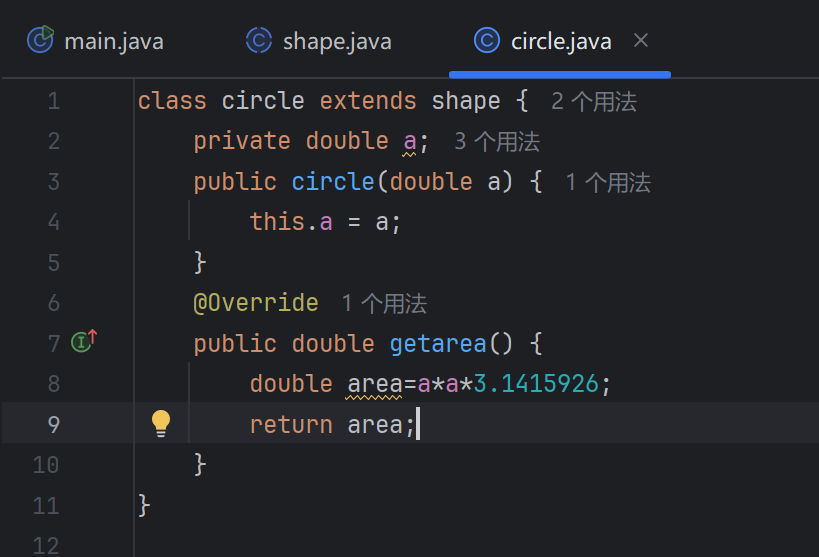 main.java shape.java circle.java
1 class circle extends shape { 2 个用法
2 private double a; 3 个用法
3 public circle(double a) { 1 个用法
4 this.a = a;
5 }
6 @Override 1 个用法
7 public double getarea() {
8 double area=a*a*3.1415926;
9 return area;
10 }
11 }
12